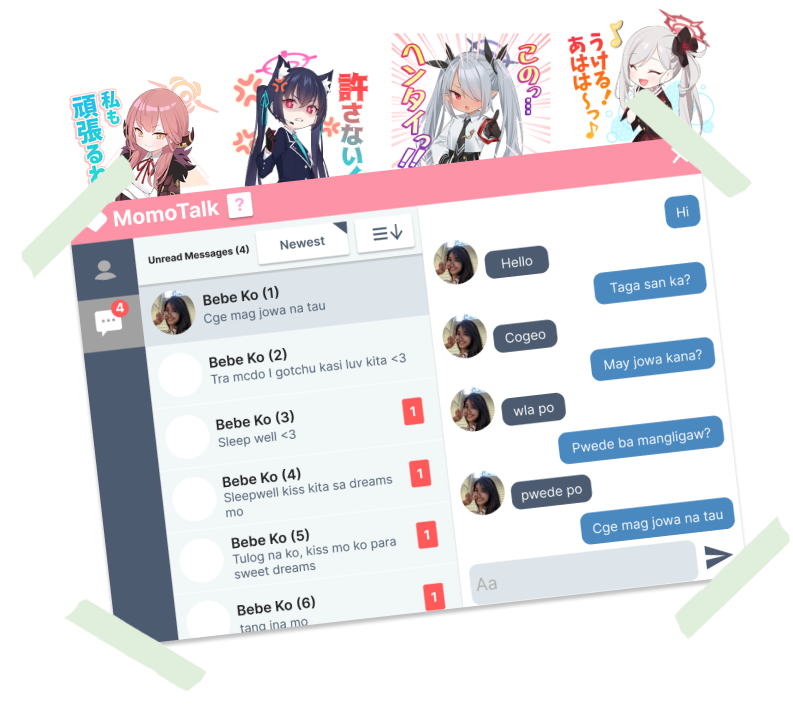 私も
頑張るわ
許さない!
ヘンタイっ!!
このっ…
うける!
あはは〜っ♪
MomoTalk ?
Unread Messages (4)
Newest
4
Bebe Ko (1)
Cge mag jowa na tau
Bebe Ko (2)
Tra mcdo I gotchu kasi luv kita <3
Bebe Ko (3)
Sleep well <3
1
Bebe Ko (4)
Sleepwell kiss kita sa dreams
mo
1
Bebe Ko (5)
Tulog na ko, kiss mo ko para
sweet dreams
1
Bebe Ko (6)
tang ina mo
1
Hi
Hello
Taga san ka?
Cogeo
May jowa kana?
wla po
Pwede ba mangligaw?
pwede po
Cge mag jowa na tau
Aa